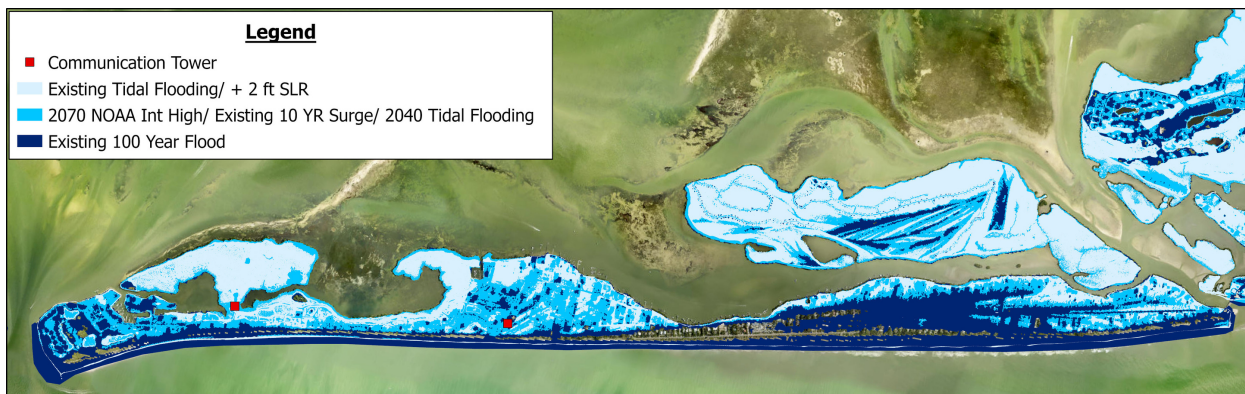 Legend
Communication Tower
Existing Tidal Flooding/ + 2 ft SLR
2070 NOAA Int High/ Existing 10 YR Surge/ 2040 Tidal Flooding
Existing 100 Year Flood